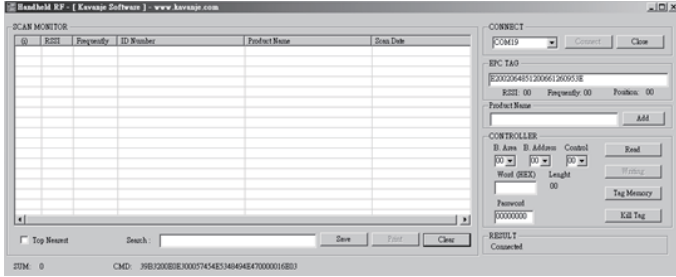 Handheld RF - [ Kavanje Software ] - www.kavanje.com
SCAN MONITOR
RSSI Frequently ID Number Product Name Scan Date
Top Nearest Search : Save Print Clear
SUM: 0 CMD:
CONNECT
COM19 Connect Close
EPC TAG
E2002064851200661260953E
RSSI: 00 Frequently: 00 Position: 00
Product Name
Add
CONTROLLER
B. Area B. Address Control Read
00 00 00
Word (HEX) Lenght Writing
00
Tag Memory
Password
00000000 Kill Tag
RESULT
Connected